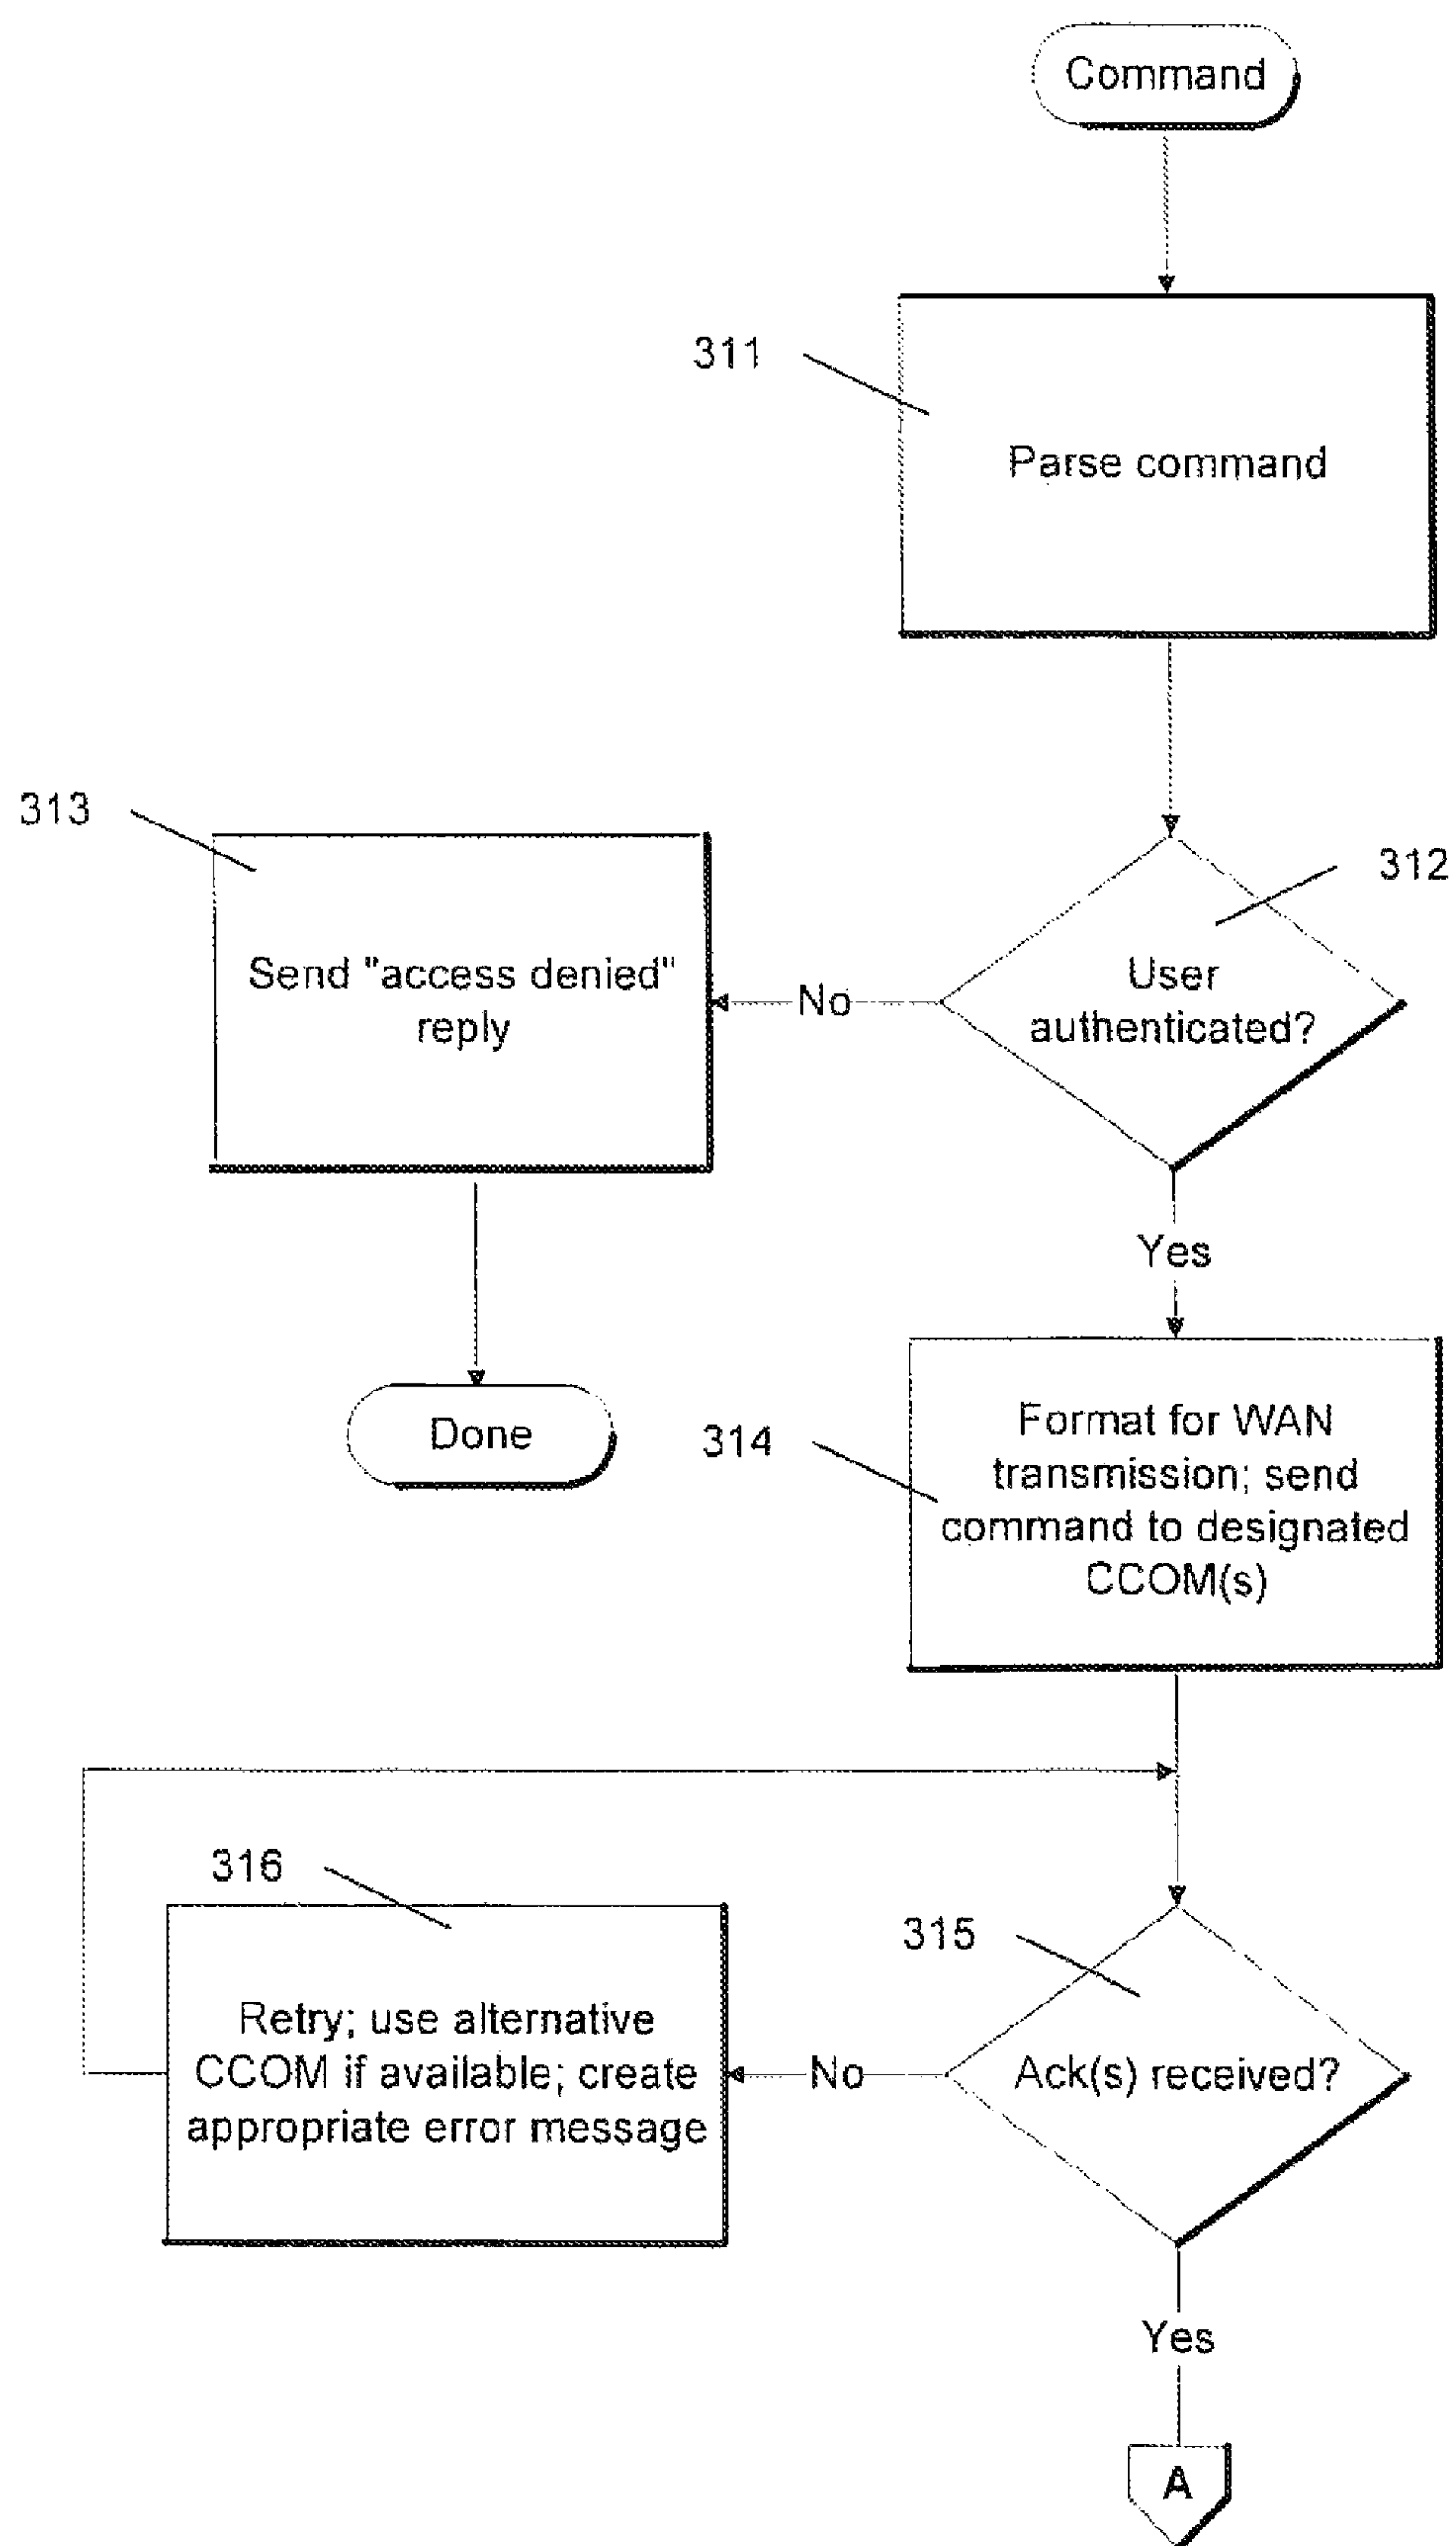 Command
311
Parse command
313
312
Send "access denied"
reply
No
User
authenticated?
Yes
Done
314
Format for WAN
transmission; send
command to designated
CCOM(s)
316
315
Retry; use alternative
CCOM if available; create
appropriate error message
No
Ack(s) received?
Yes
A